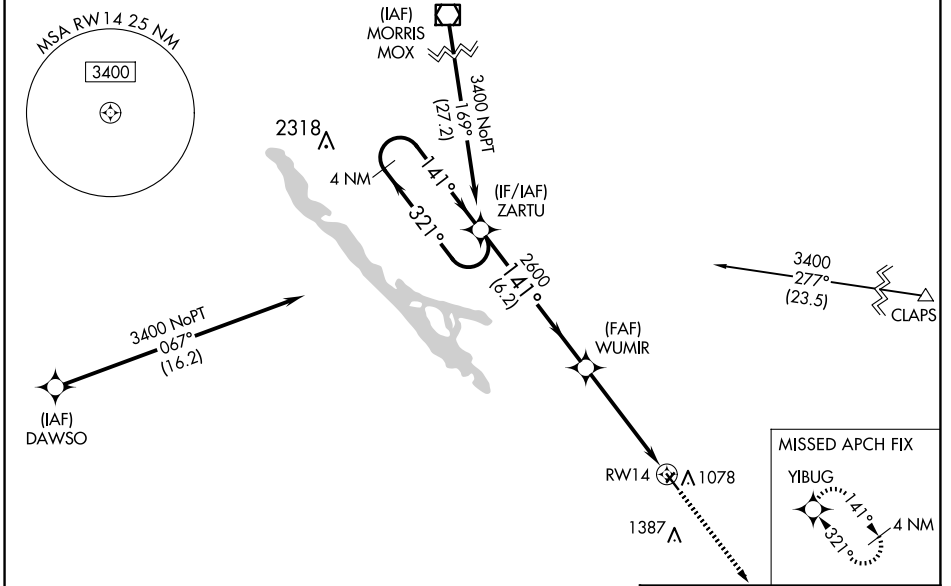 MSA RW14 25 NM
3400
(IAF)
MORRIS
MOX
3400 NoPT
169°
(27.2)
2318
4 NM
141°
321°
(IF/IAF)
ZARTU
2600
141°
(6.2)
3400
277°
(23.5)
CLAPS
3400 NoPT
067°
(16.2)
(IAF)
DAWSO
(FAF)
WUMIR
RW14
1078
1387
MISSED APCH FIX
YIBUG
141°
321°
4 NM